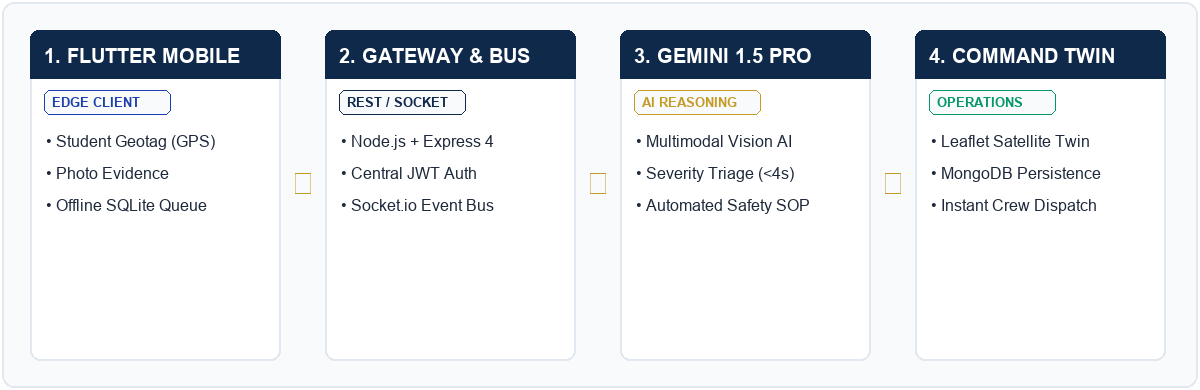 1. FLUTTER MOBILE
EDGE CLIENT
• Student Geotag (GPS)
• Photo Evidence
• Offline SQLite Queue
2. GATEWAY & BUS
REST / SOCKET
• Node.js + Express 4
• Central JWT Auth
• Socket.io Event Bus
3. GEMINI 1.5 PRO
AI REASONING
• Multimodal Vision AI
• Severity Triage (<4s)
• Automated Safety SOP
4. COMMAND TWIN
OPERATIONS
• Leaflet Satellite Twin
• MongoDB Persistence
• Instant Crew Dispatch